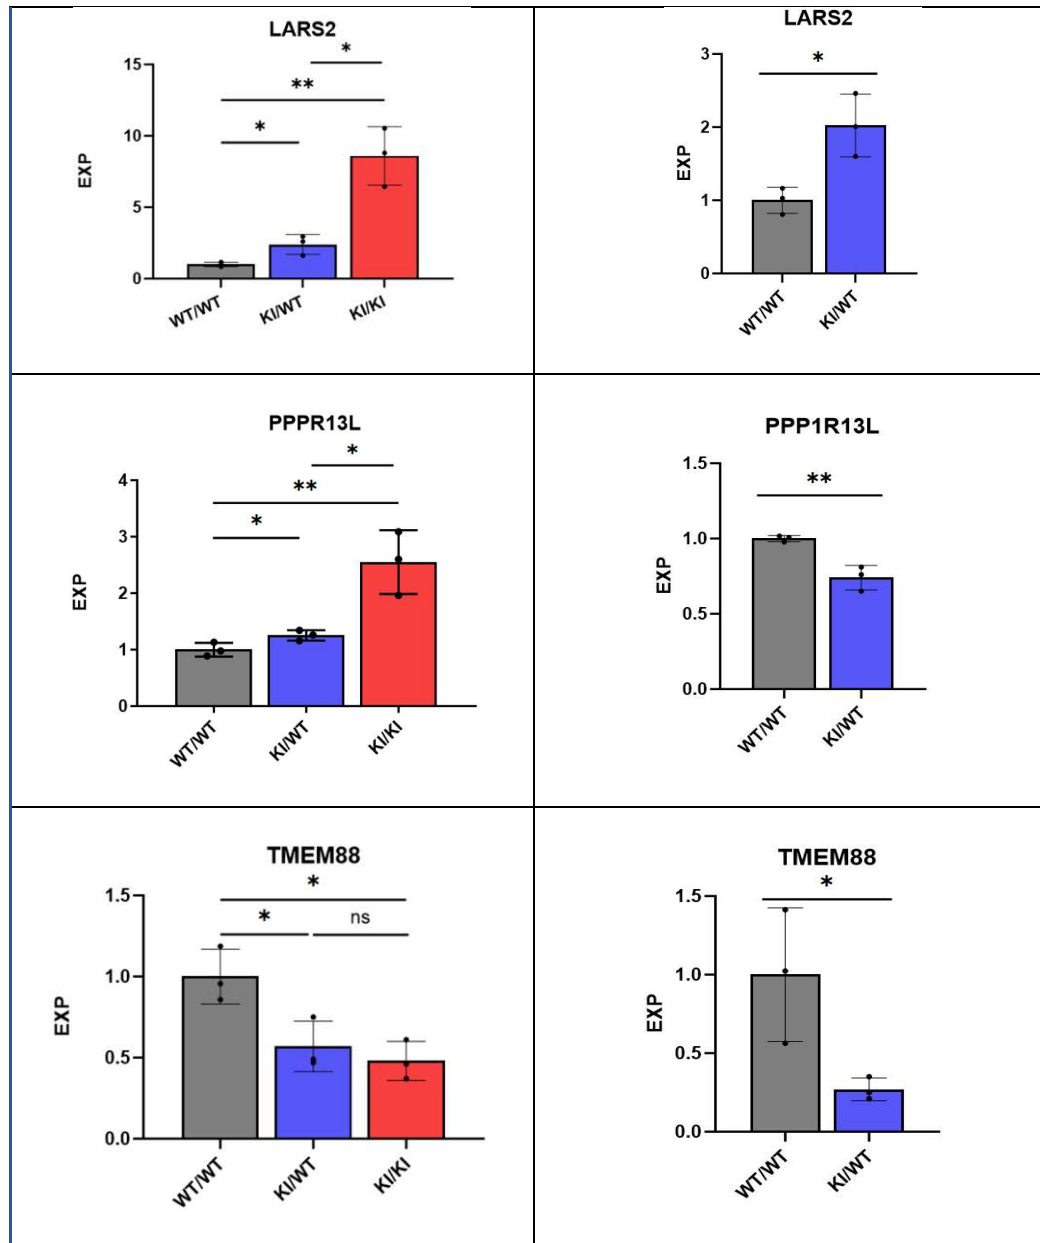 LARS2
*
**
*
15
10
5
0
EXP
WT/WT
KI/WT
KI/KI
LARS2
*
3
2
1
0
EXP
WT/WT
KI/WT
PPPR13L
*
**
*
4
3
2
1
0
EXP
WT/WT
KI/WT
KI/KI
PPP1R13L
**
1.5
1.0
0.5
0.0
EXP
WT/WT
KI/WT
TMEM88
*
* ns
1.5
1.0
0.5
0.0
EXP
WT/WT
KI/WT
KI/KI
TMEM88
*
1.5
1.0
0.5
0.0
EXP
WT/WT
KI/WT